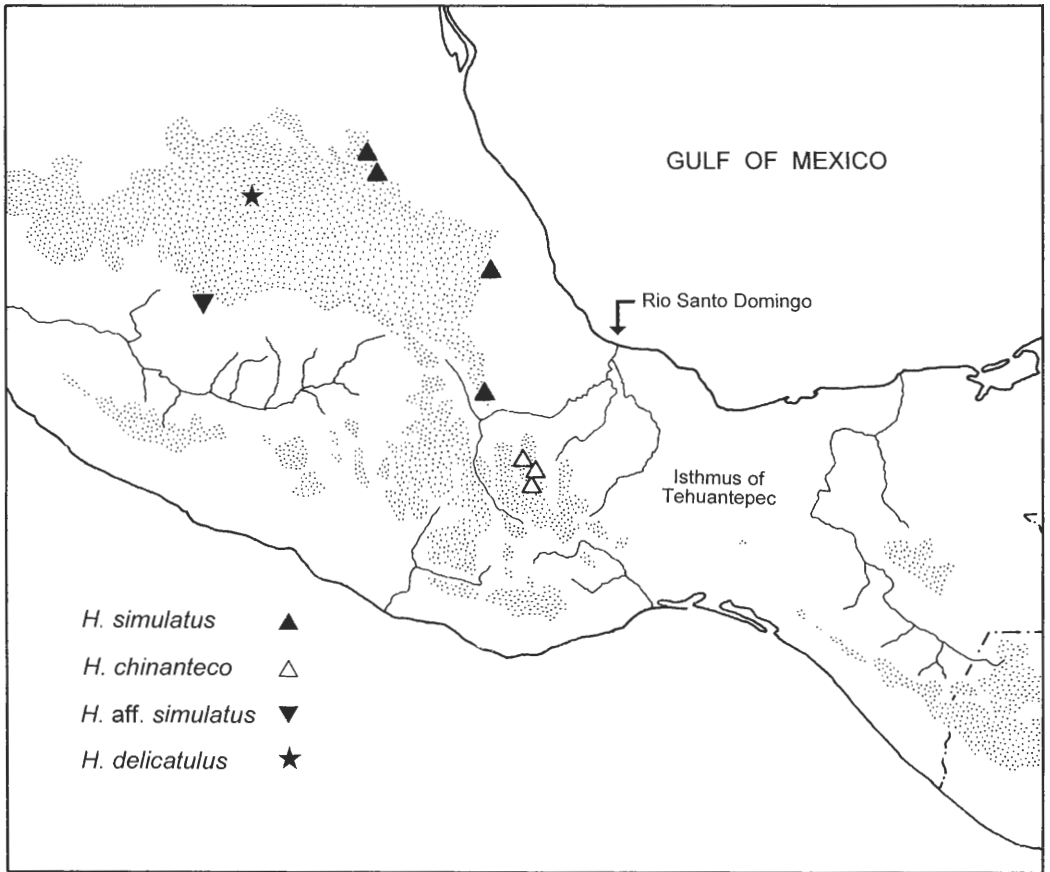 GULF OF MEXICO
Rio Santo Domingo
Isthmus of
Tehuantepec
H. simulatus
H. chinanteco
H. aff. simulatus
H. delicatulus